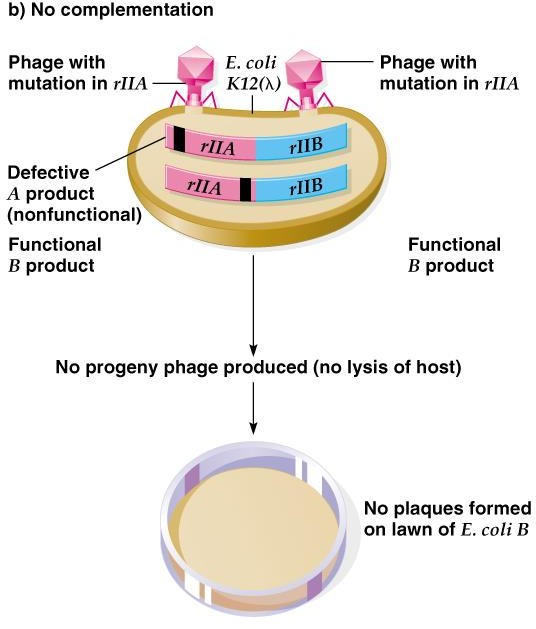 b) No complementation
Phage with
mutation in rIIA
E. coli
K12(λ)
Phage with
mutation in rIIA
rIIA rIIB
rIIA rIIB
Defective
A product
(nonfunctional)
Functional
B product
Functional
B product
No progeny phage produced (no lysis of host)
No plaques formed
on lawn of E. coli B